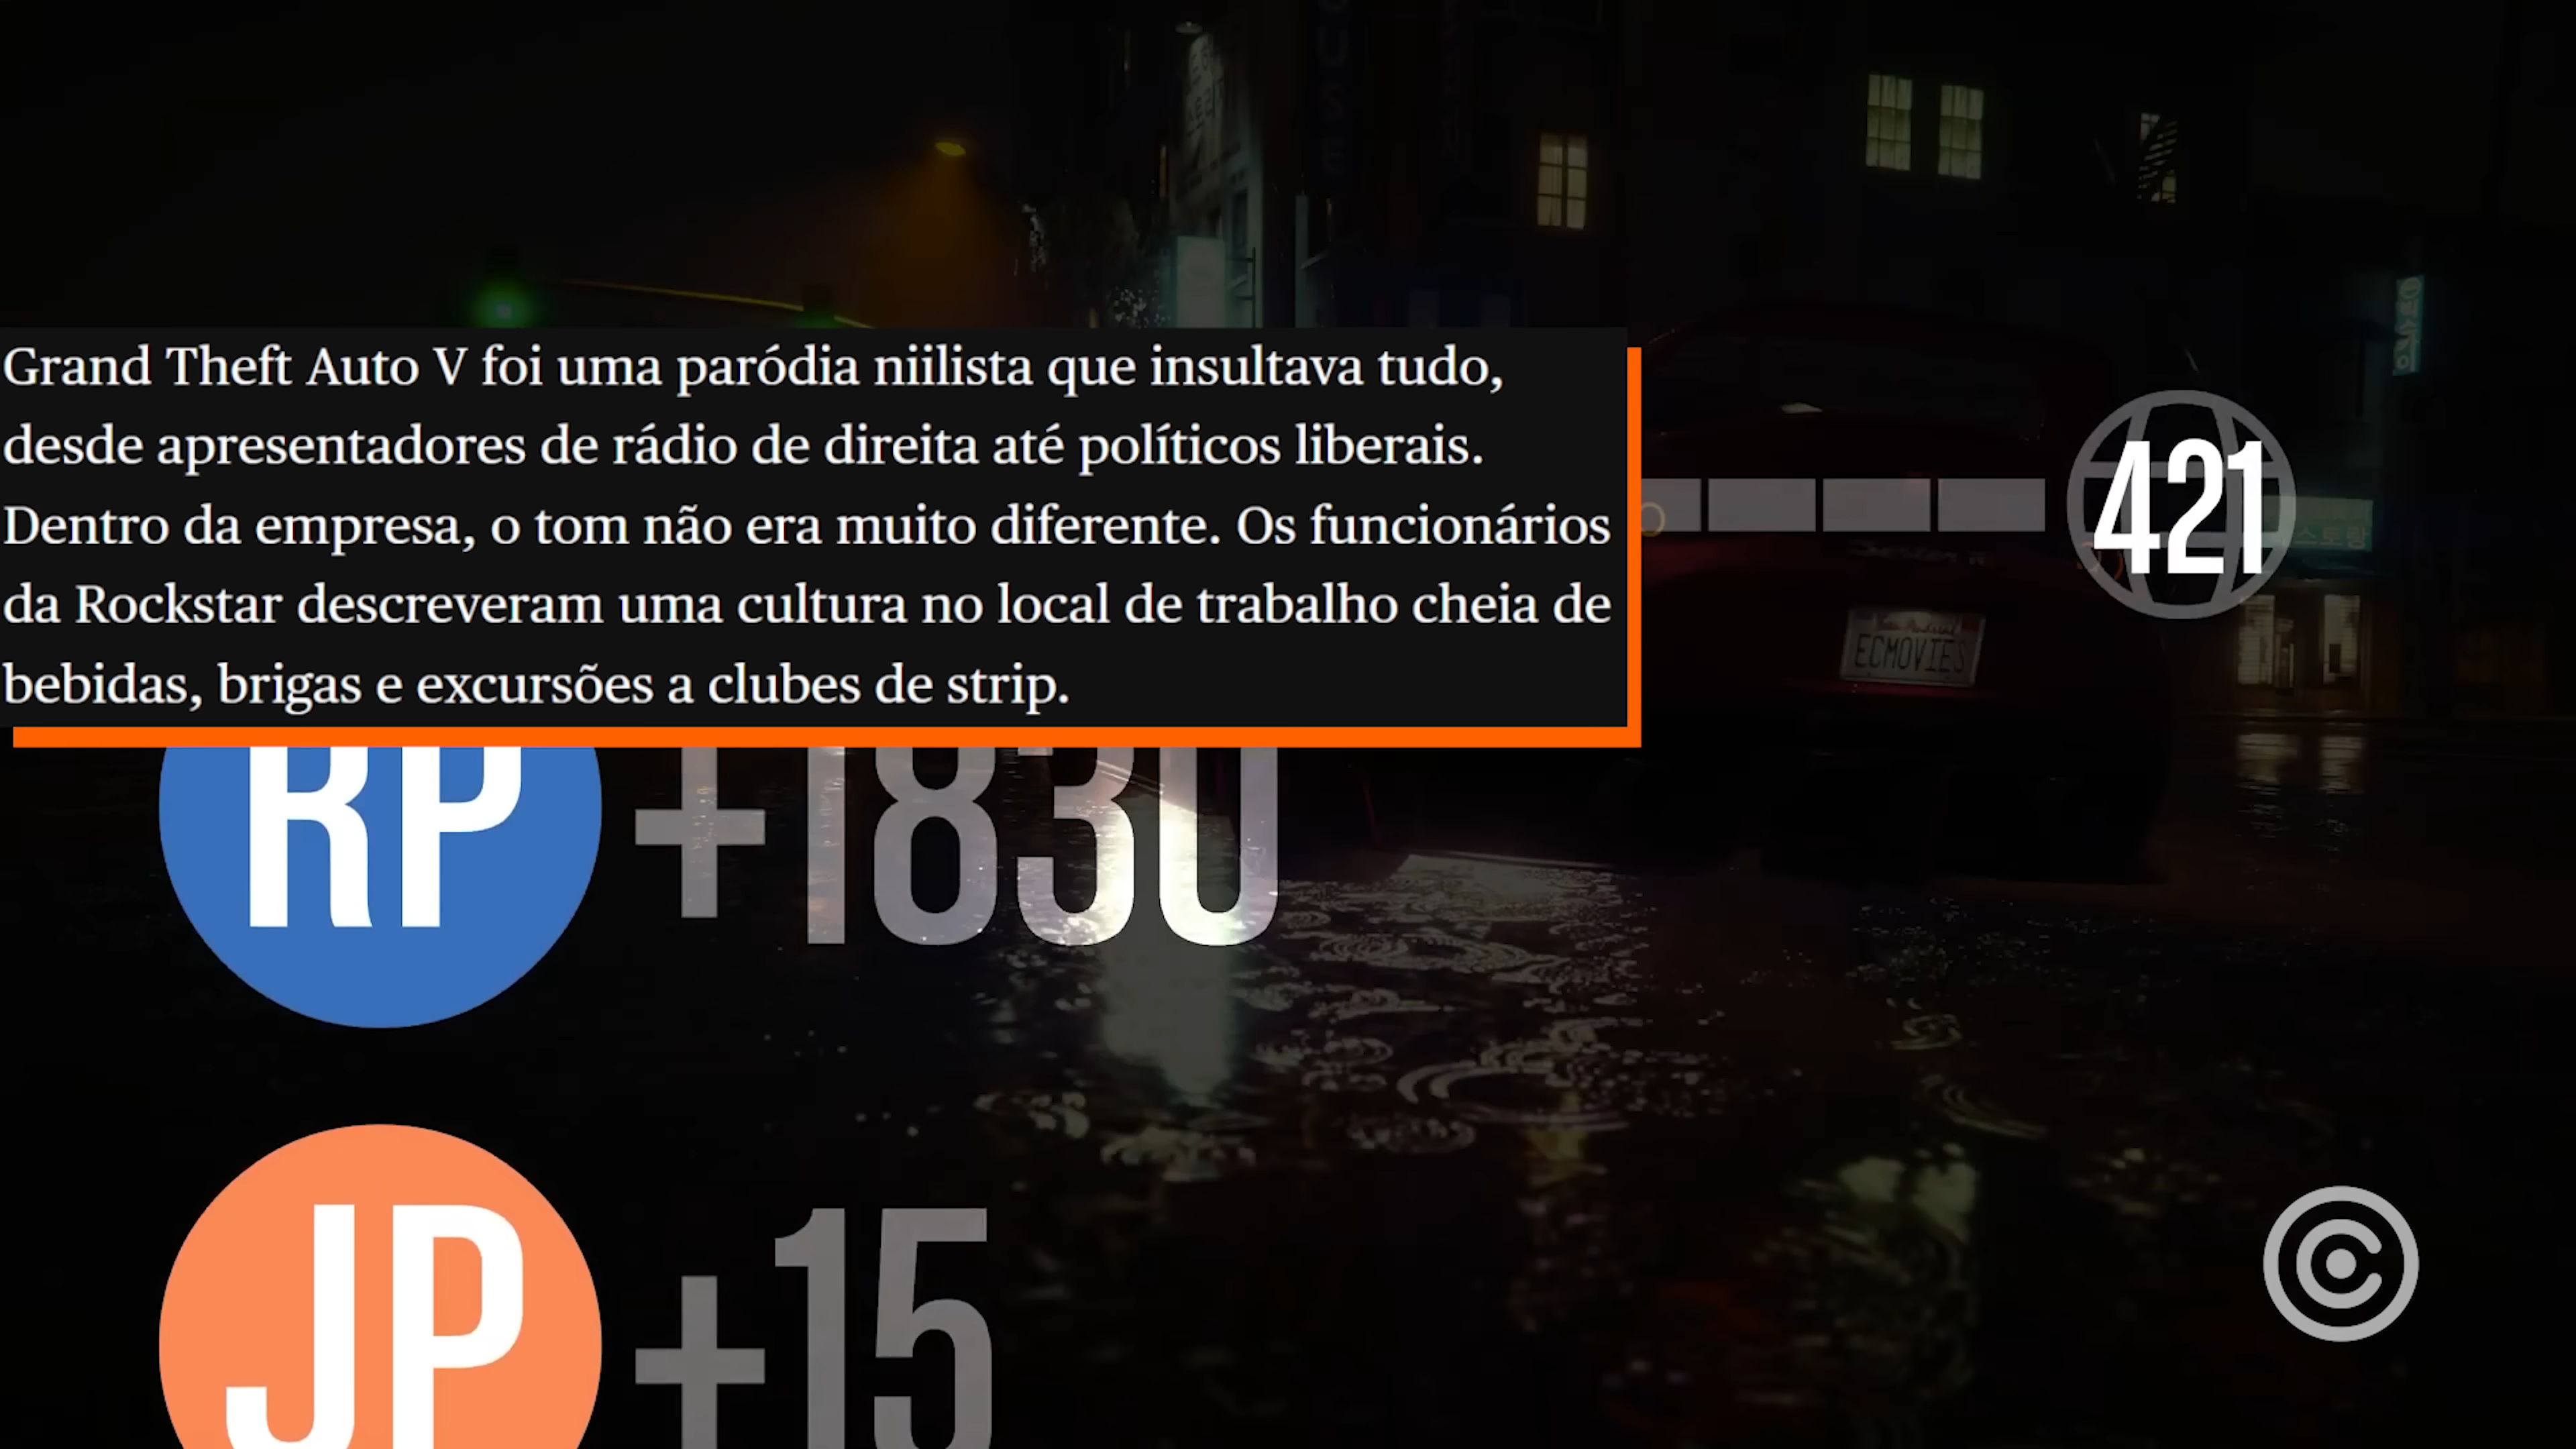 Grand Theft Auto V foi uma paródia niilista que insultava tudo,
desde apresentadores de rádio de direita até políticos liberais.
Dentro da empresa, o tom não era muito diferente. Os funcionários
da Rockstar descreveram uma cultura no local de trabalho cheia de
bebidas, brigas e excursões a clubes de strip.
421
ECMOVIES
RP +1830
JP +15